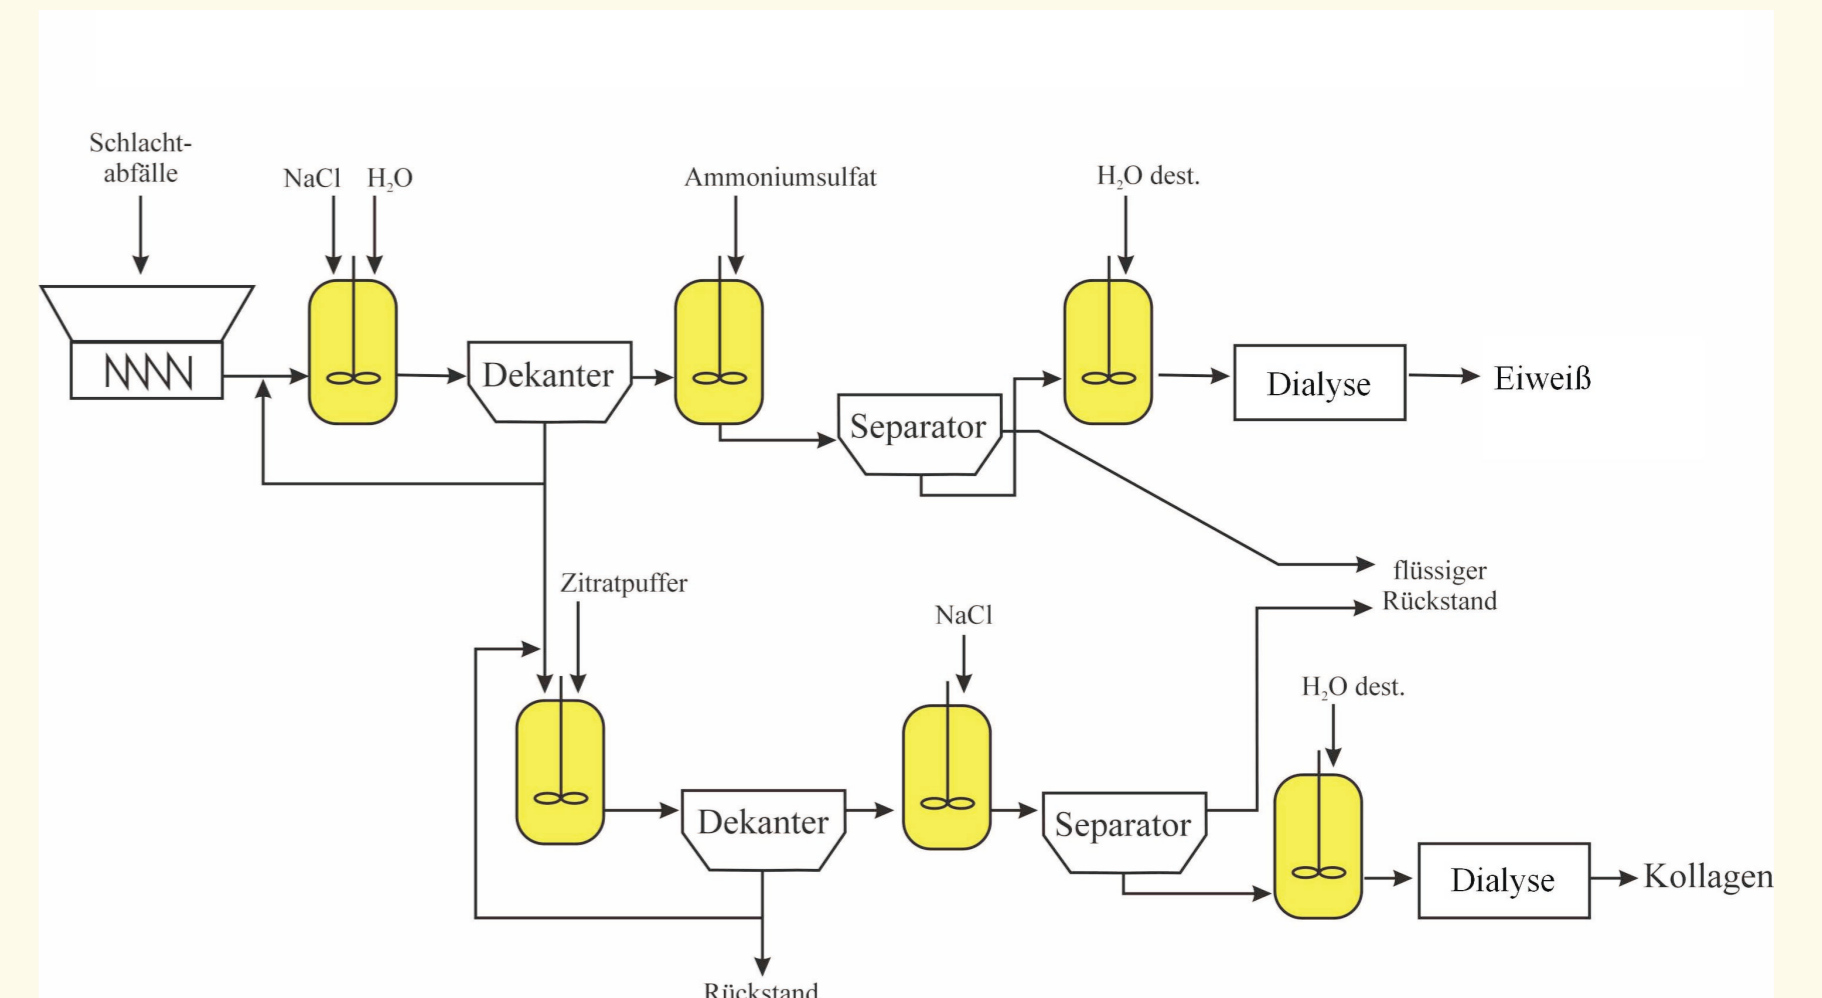 Schlacht-
abfälle
NaCl
H₂O
Ammoniumsulfat
H₂O dest.
Dekanter
Separator
Dialyse
Eiweiß
flüssiger
Rückstand
Zitratpuffer
NaCl
H₂O dest.
Dekanter
Separator
Dialyse
Kollagen
Rückstand